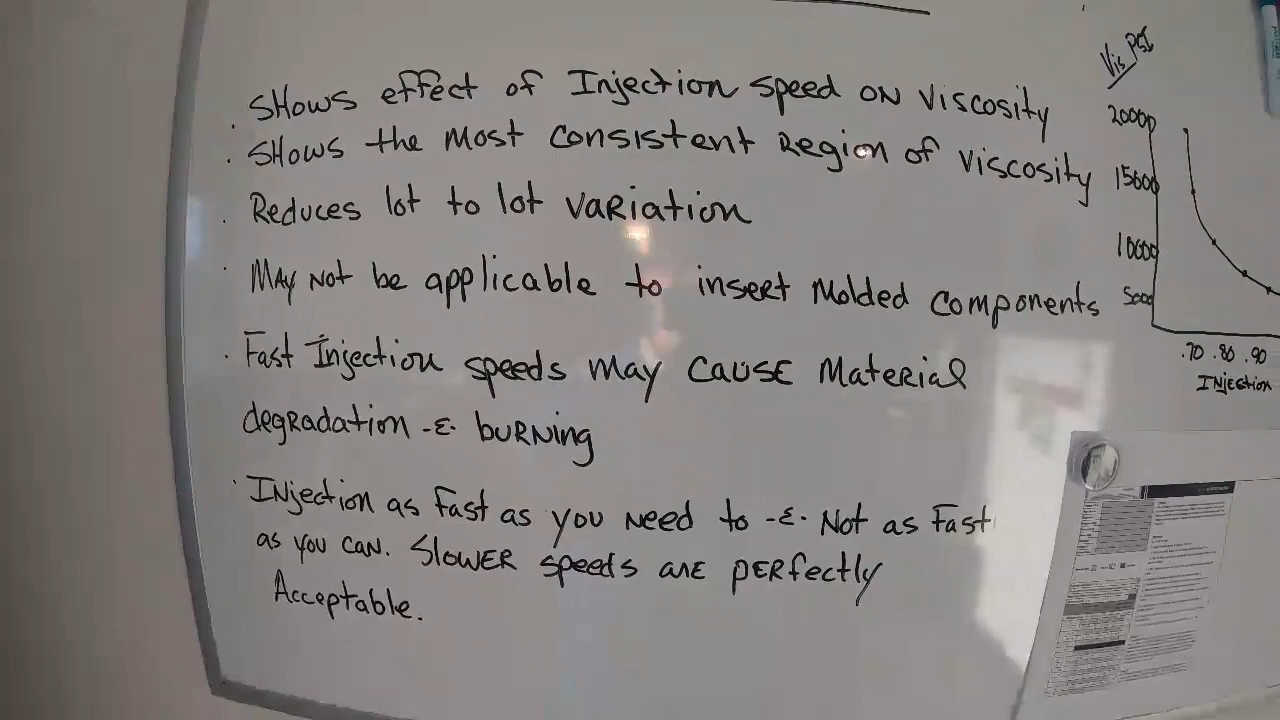 . SHOWS effect of Injection speed ON Viscosity
. SHOWS the Most Consistent Region of Viscosity
. Reduces lot to lot VARIATION
. MAY NOT be applicable to insert Molded Components
. Fast Injection speeds May CAUSE Material
degradation & burning
. INjection as Fast as you Need to & Not as Fast
as you CAN. Slower speeds are perfectly
Acceptable.
Vis PSI
20000
15000
10000
5000
.70 .80 .90
INjection